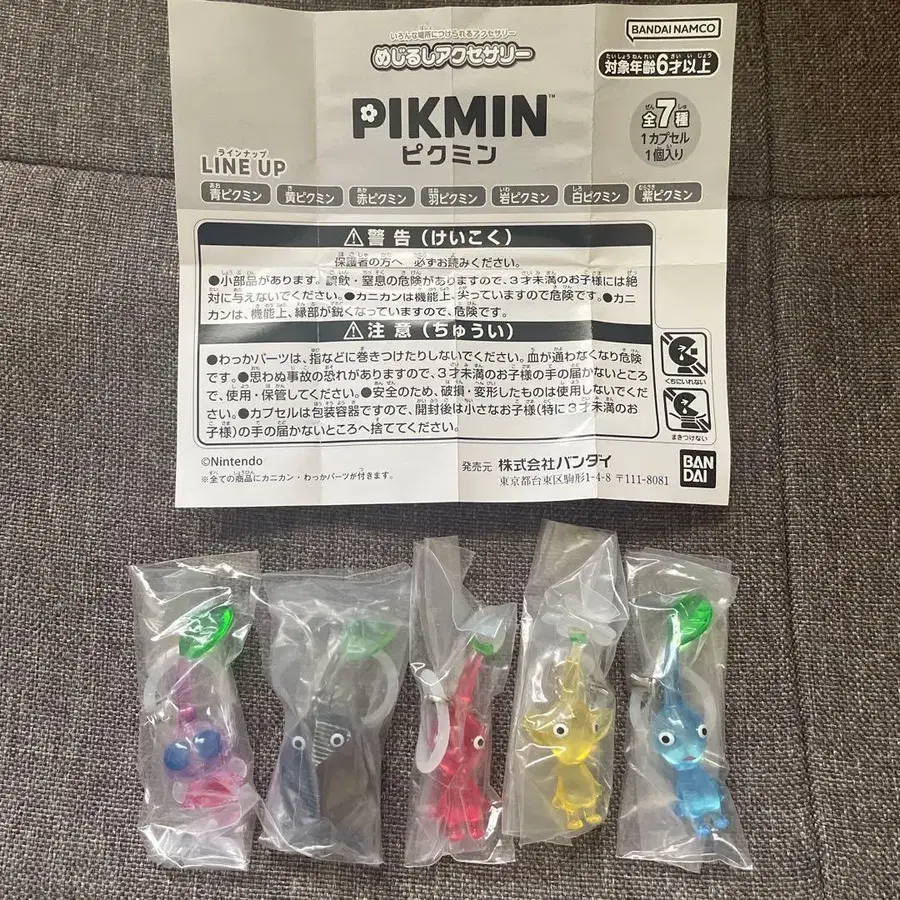 いろんな場所につけられるアクセサリー
めじるしアクセサリー
BANDAI NAMCO
対象年齢6才以上
PIKMIN™
ピクミン
全7種
1カプセル
1個入り
ラインナップ
LINE UP
青ピクミン 黄ピクミン 赤ピクミン 羽ピクミン 岩ピクミン 白ピクミン 紫ピクミン
⚠警告（けいこく）
保護者の方へ 必ずお読みください。
●小部品があります。誤飲・窒息の危険がありますので、3才未満のお子様には絶
対に与えないでください。●カニカンは機能上、尖っていますので危険です。●カニ
カンは、機能上、縁部が鋭くなっていますので、危険です。
⚠注意（ちゅうい）
●わっかパーツは、指などに巻きつけたりしないでください。血が通わなくなり危険
です。●思わぬ事故の恐れがありますので、3才未満のお子様の手の届かないところ
で、使用・保管してください。●安全のため、破損・変形したものは使用しないでくだ
さい。●カプセルは包装容器ですので、開封後は小さなお子様(特に3才未満のお
子様)の手の届かないところへ捨ててください。
くちにいれない
まきつけない
©Nintendo
※全ての商品にカニカン・わっかパーツが付きます。
発売元 株式会社バンダイ
東京都台東区駒形1-4-8 〒111-8081
BAN
DAI